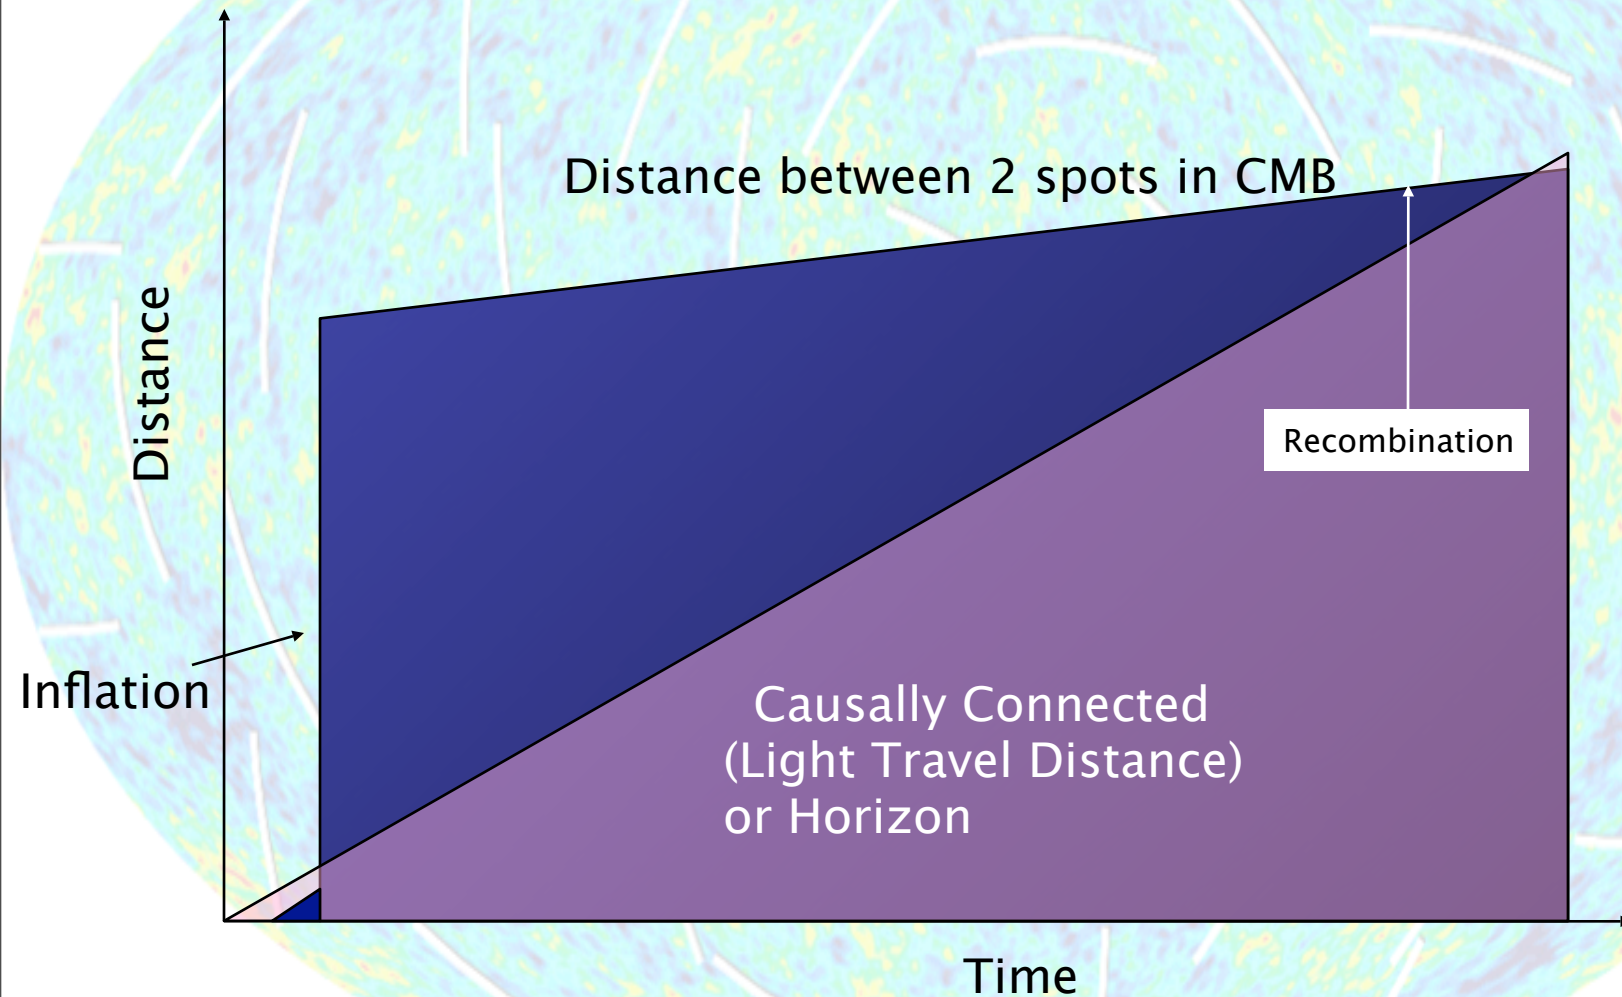 Distance between 2 spots in CMB
Distance
Recombination
Inflation
Causally Connected
(Light Travel Distance)
or Horizon
Time